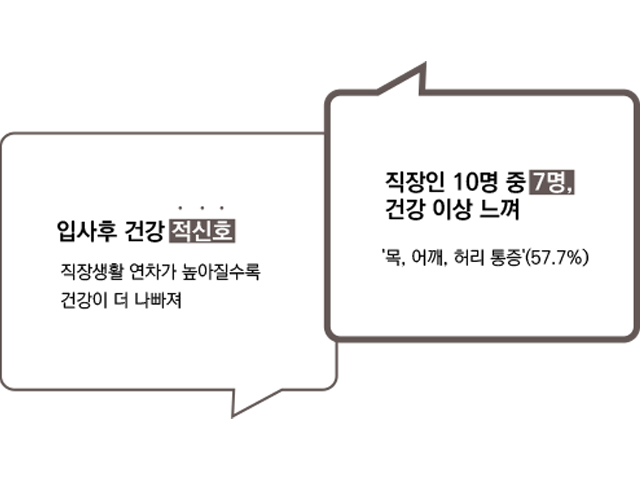 입사후 건강 적신호
직장생활 연차가 높아질수록
건강이 더 나빠져
직장인 10명 중 7명,
건강 이상 느껴
'목, 어깨, 허리 통증'(57.7%)